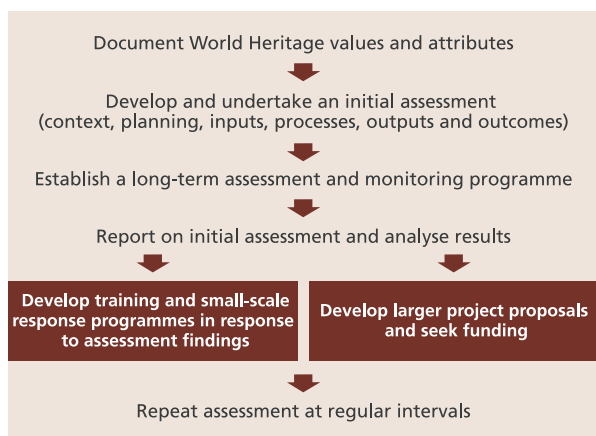 Document World Heritage values and attributes
Develop and undertake an initial assessment
(context, planning, inputs, processes, outputs and outcomes)
Establish a long-term assessment and monitoring programme
Report on initial assessment and analyse results
Develop training and small-scale
response programmes in response
to assessment findings
Develop larger project proposals
and seek funding
Repeat assessment at regular intervals